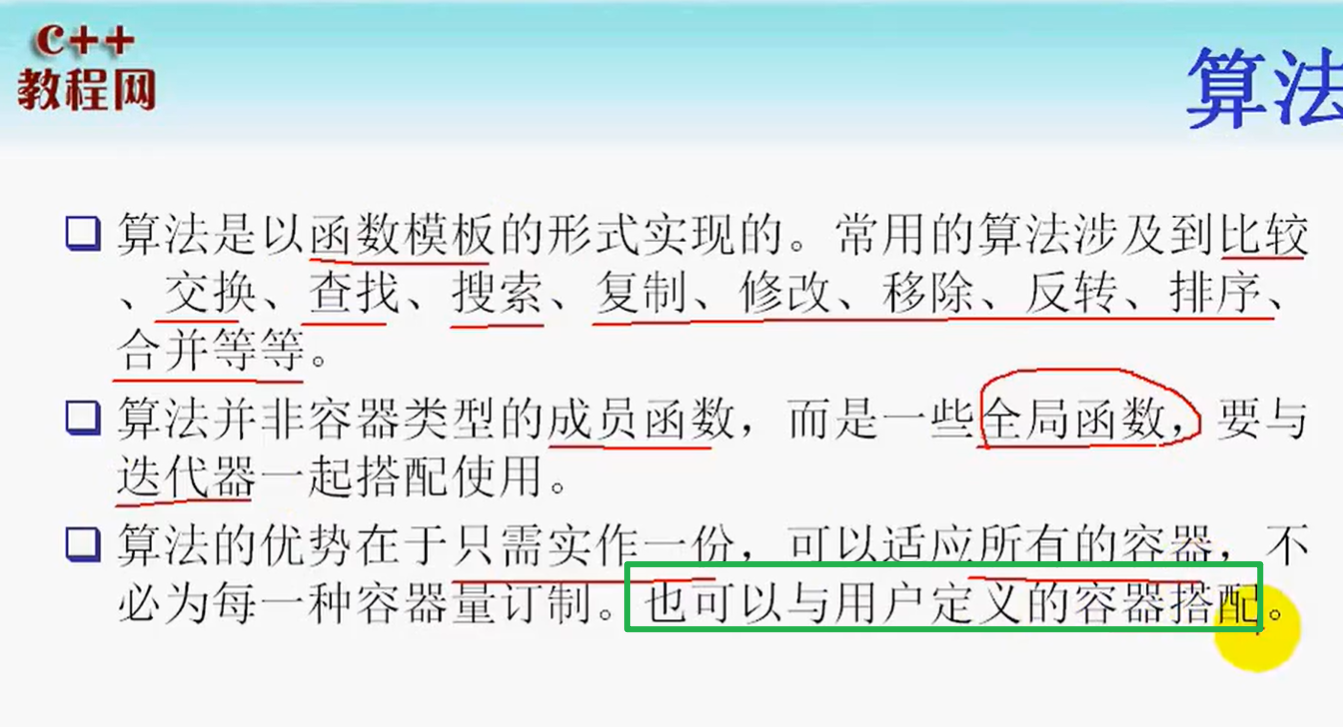 c++
教程网
算法
算法是以函数模板的形式实现的。常用的算法涉及到比较
、交换、查找、搜索、复制、修改、移除、反转、排序、
合并等等。
算法并非容器类型的成员函数，而是一些全局函数，要与
迭代器一起搭配使用。
算法的优势在于只需实作一份，可以适应所有的容器，不
必为每一种容器量订制。也可以与用户定义的容器搭配。